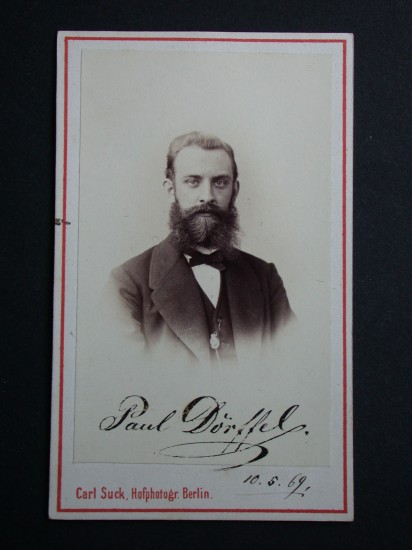 Paul Dörffel.
10. 5. 69.
Carl Suck, Hofphotogr. Berlin.